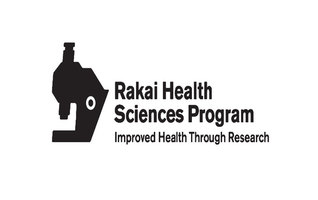 Rakai Health
Sciences Program
Improved Health Through Research